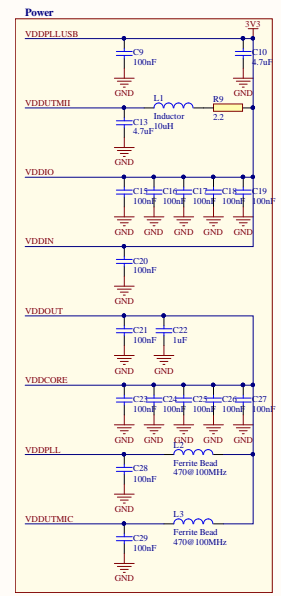 Power
3V3
VDDPLLUSB
C9
100nF
GND
C10
4.7uF
GND
VDDUTMII
C13
4.7uF
GND
L1
Inductor
10uH
R9
2.2
VDDIO
C15
100nF
GND
C16
100nF
GND
C17
100nF
GND
C18
100nF
GND
C19
100nF
GND
VDDIN
C20
100nF
GND
VDDOUT
C21
100nF
GND
C22
1uF
GND
VDDCORE
C23
100nF
GND
C24
100nF
GND
C25
100nF
GND
C26
100nF
GND
C27
100nF
GND
VDDPLL
C28
100nF
GND
L2
Ferrite Bead
470@100MHz
VDDUTMIC
C29
100nF
GND
L3
Ferrite Bead
470@100MHz